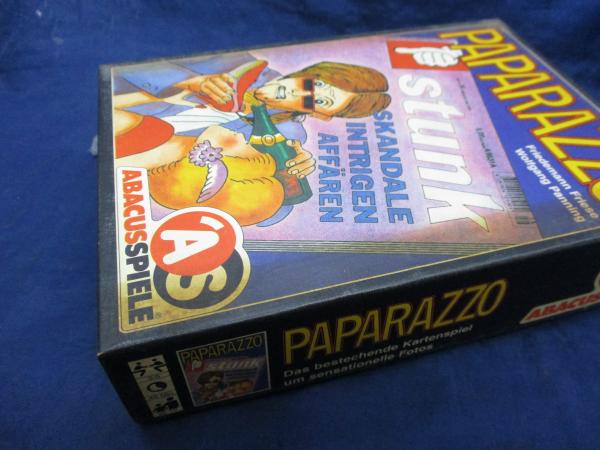 PAPARAZZO
Friedemann Friese
Wolfgang Panning
stunk
SKANDALE
INTRIGEN
AFFÄREN
'AS
ABACUSSPIELE
PAPARAZZO
stunk
PAPARAZZO
Das bestechende Kartenspiel
um sensationelle Fotos
ABACUS